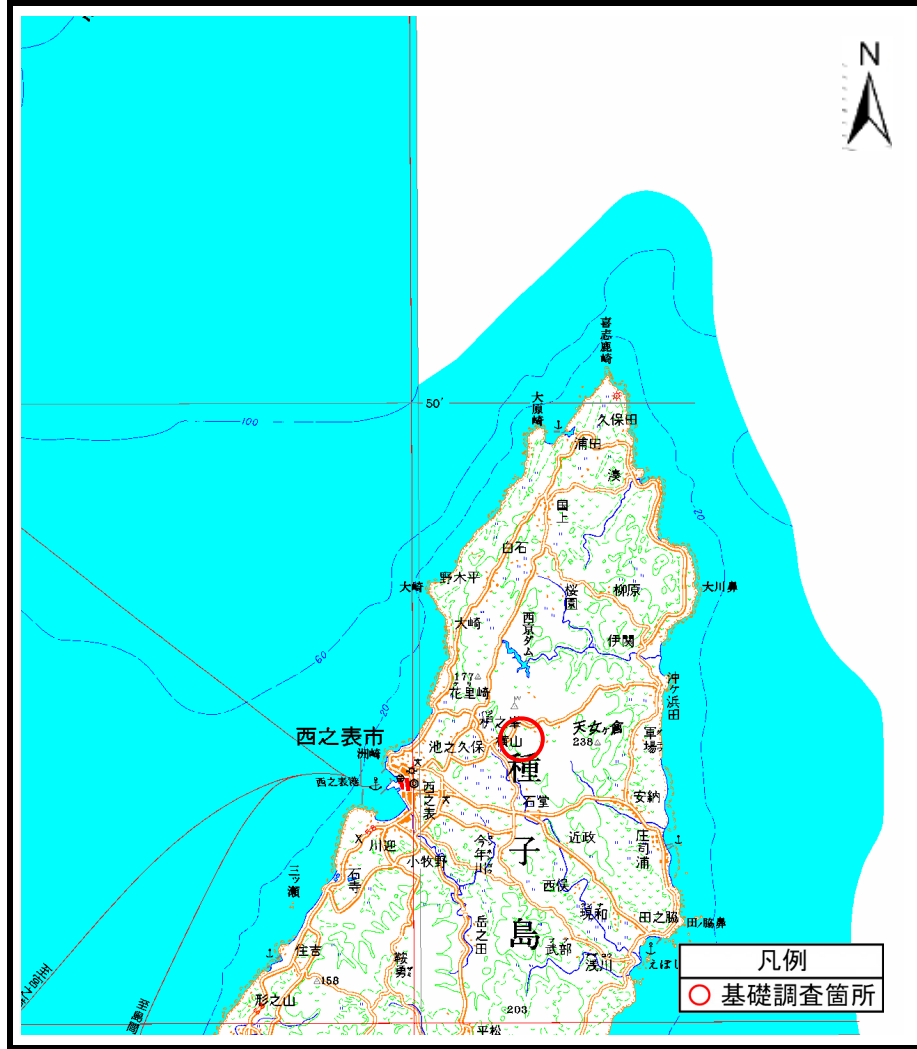 N
喜志鹿崎
50′
大原崎
久保田
浦田
100
湊
20
国上
白石
野木平
大崎
桜園
柳原
大川鼻
大崎
西京ダム
伊関
60
177
沖ケ浜田
花里崎
20
天女ヶ倉
238
軍場
西之表市
洲崎
池之久保
横山
種子島
西之表港
西之表
石堂
安納
川迎
近政
庄司浦
小牧野
今年川
三ッ瀬
石寺
西俣
現和
田之脇
田ノ脇鼻
岳之田
武部
浅川
住吉
鞍勇
158
形之山
203
平松
凡例
基礎調査箇所